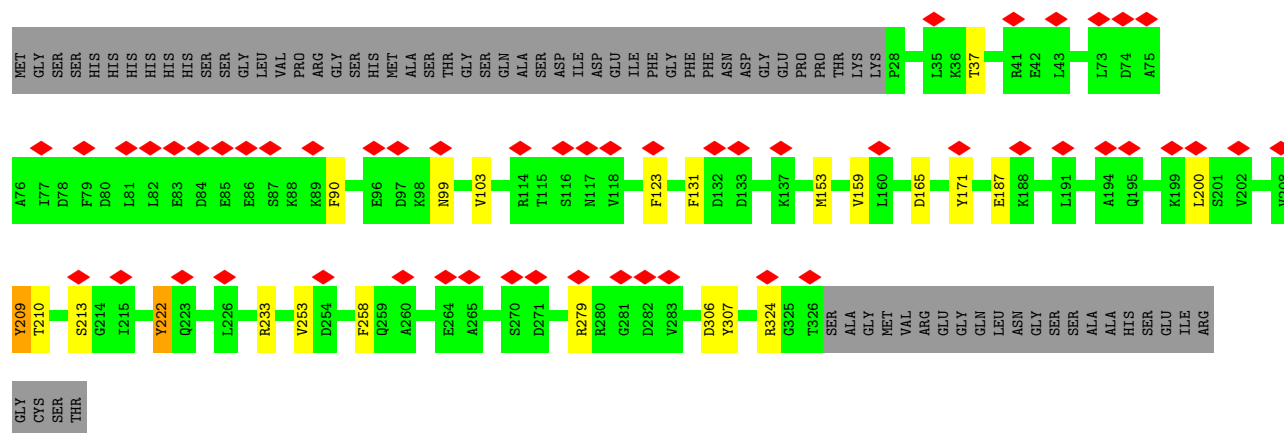 MET GLY SER SER HIS HIS HIS HIS HIS HIS SER SER GLY LEU VAL PRO ARG GLY SER HIS MET ALA SER THR GLY SER GLN ALA SER ASP ILE ASP GLU ILE PHE GLY PHE PHE ASN ASP GLY GLU PRO PRO THR LYS LYS P28 L35 K36 T37 R41 E42 L43 L73 D74 A75
A76 I77 D78 F79 D80 L81 L82 E83 D84 E85 E86 S87 K88 K89 F90 E96 D97 K98 N99 V103 R114 T115 S116 N117 V118 F123 F131 D132 D133 K137 M153 V159 L160 D165 Y171 E187 K188 L191 A194 Q195 K199 L200 S201 V202 V208
Y209 T210 S213 G214 I215 Y222 Q223 L226 R233 V253 D254 F258 Q259 A260 E264 A265 S270 D271 R279 R280 G281 D282 V283 D306 Y307 R324 G325 T326 SER ALA GLY MET VAL ARG GLU GLY GLN LEU ASN GLY SER SER ALA ALA HIS SER GLU ILE ARG
GLY CYS SER THR